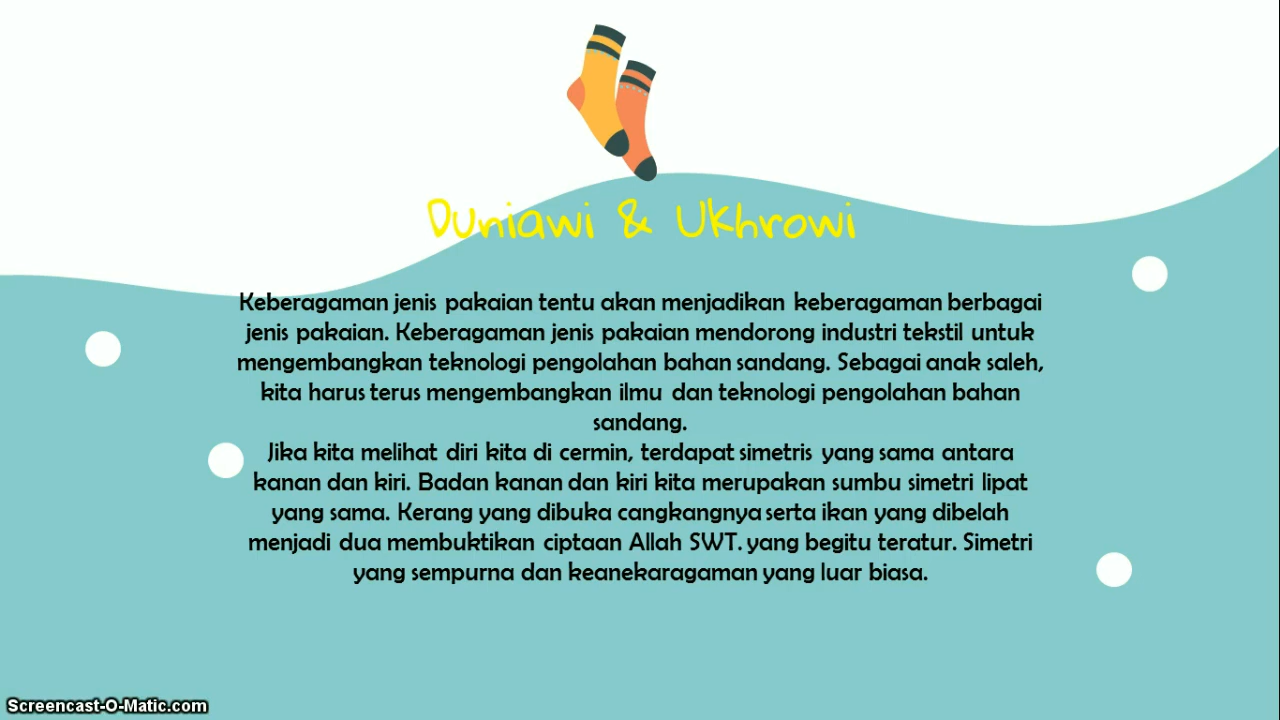 Duniawi & Ukhrowi
Keberagaman jenis pakaian tentu akan menjadikan keberagaman berbagai
jenis pakaian. Keberagaman jenis pakaian mendorong industri tekstil untuk
mengembangkan teknologi pengolahan bahan sandang. Sebagai anak saleh,
kita harus terus mengembangkan ilmu dan teknologi pengolahan bahan
sandang.
Jika kita melihat diri kita di cermin, terdapat simetris yang sama antara
kanan dan kiri. Badan kanan dan kiri kita merupakan sumbu simetri lipat
yang sama. Kerang yang dibuka cangkangnya serta ikan yang dibelah
menjadi dua membuktikan ciptaan Allah SWT. yang begitu teratur. Simetri
yang sempurna dan keanekaragaman yang luar biasa.
Screencast-O-Matic.com